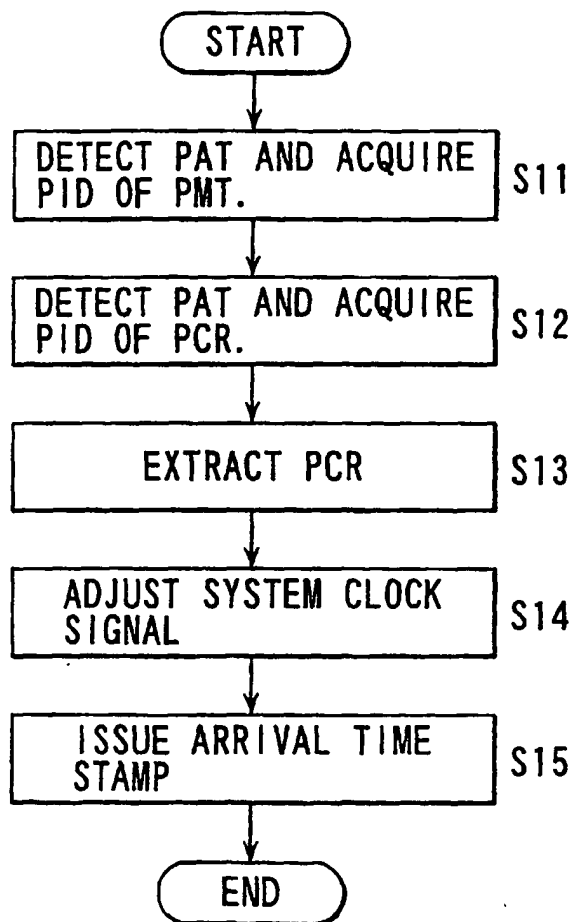 START
DETECT PAT AND ACQUIRE
PID OF PMT.
S11
DETECT PAT AND ACQUIRE
PID OF PCR.
S12
EXTRACT PCR
S13
ADJUST SYSTEM CLOCK
SIGNAL
S14
ISSUE ARRIVAL TIME
STAMP
S15
END